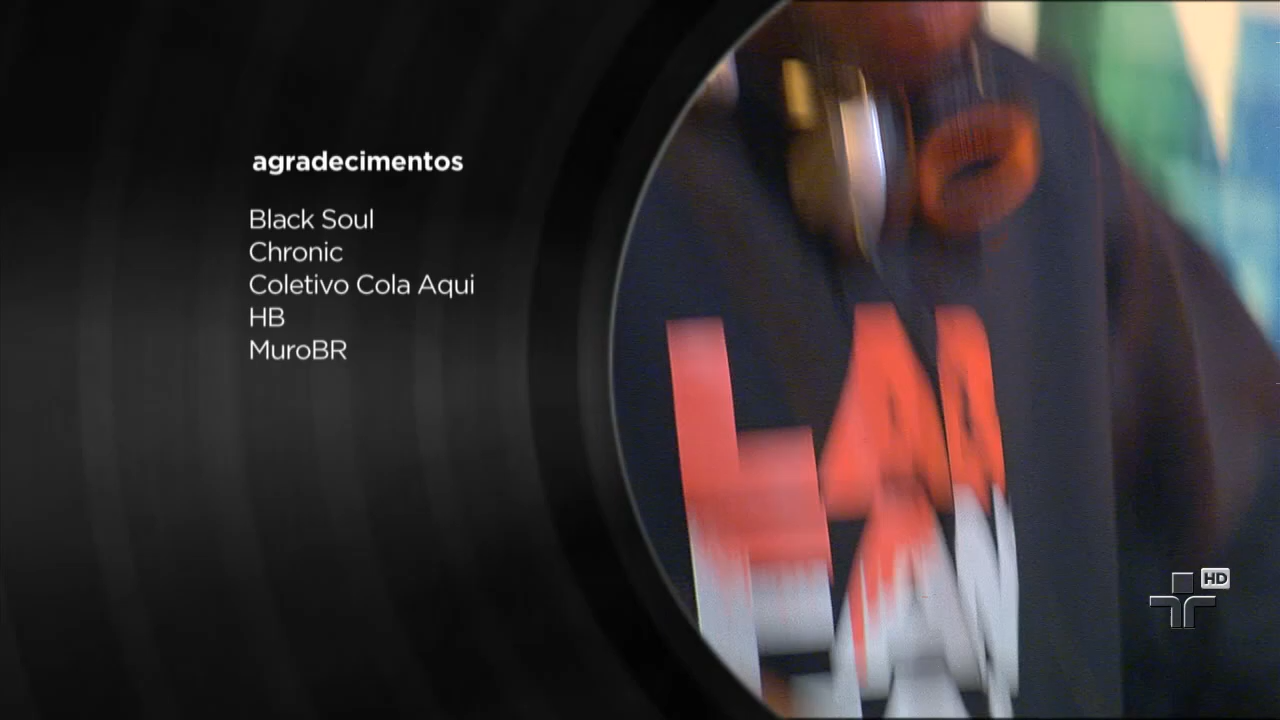 agradecimentos
Black Soul
Chronic
Coletivo Cola Aqui
HB
MuroBR
HD